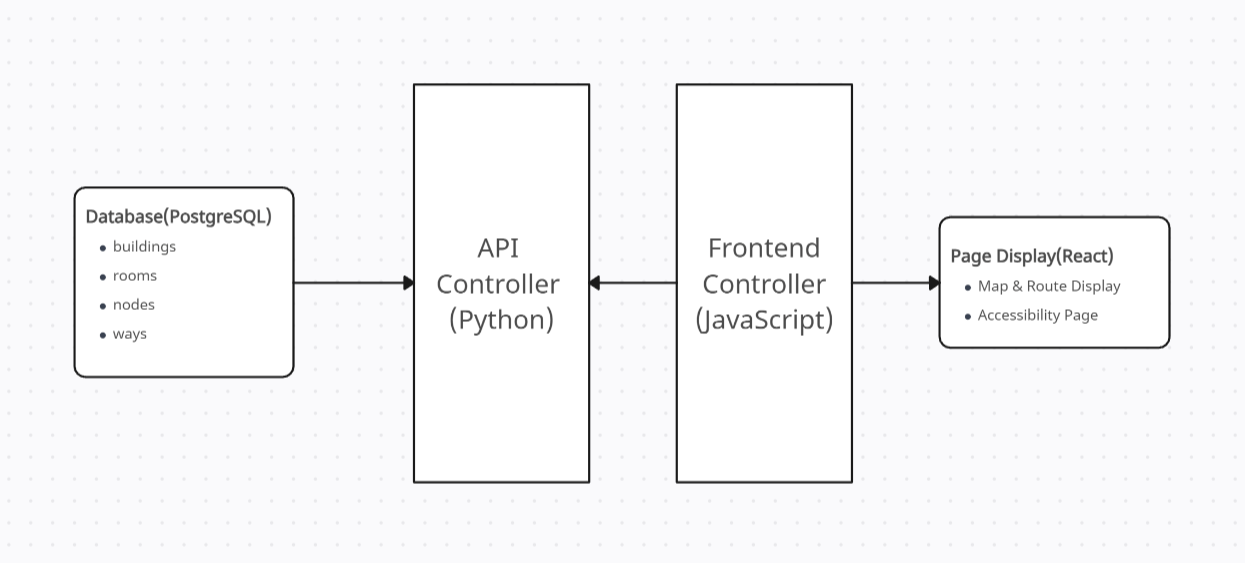 Database(PostgreSQL)
buildings
rooms
nodes
ways
API
Controller
(Python)
Frontend
Controller
(JavaScript)
Page Display(React)
Map & Route Display
Accessibility Page